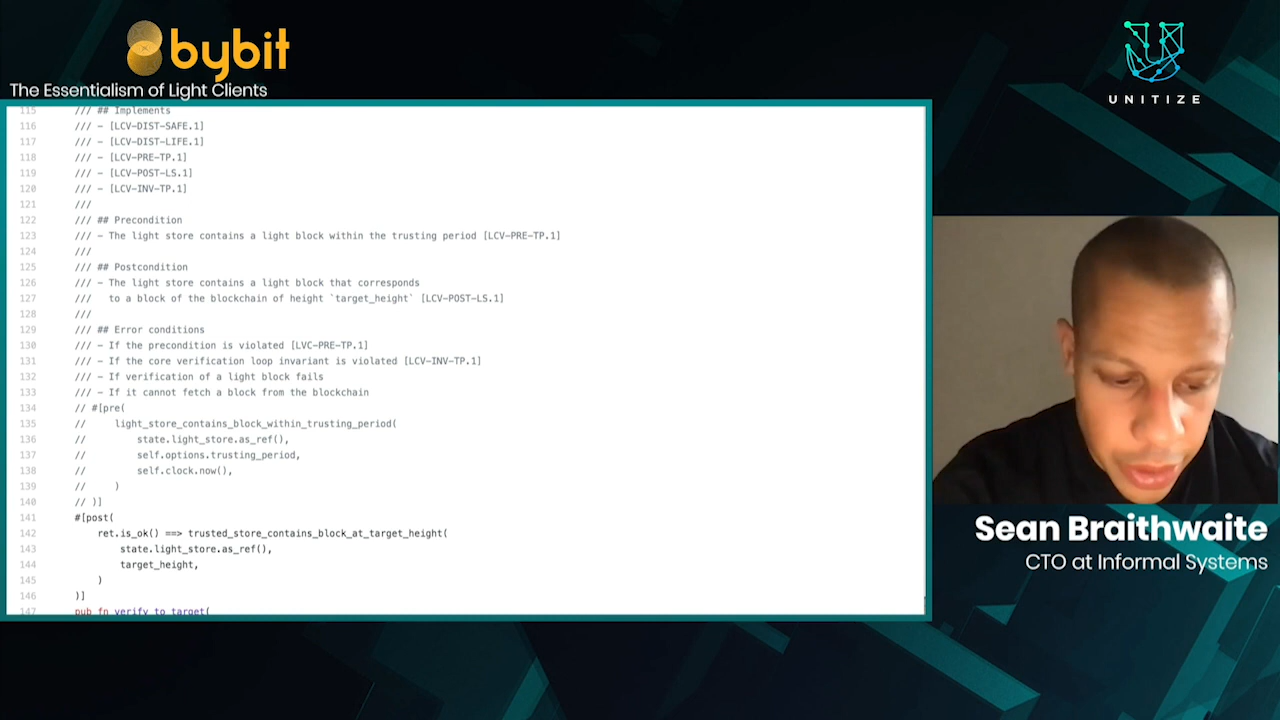 bybit
The Essentialism of Light Clients
UNITIZE
115 /// ## Implements
116 /// - [LCV-DIST-SAFE.1]
117 /// - [LCV-DIST-LIFE.1]
118 /// - [LCV-PRE-TP.1]
119 /// - [LCV-POST-LS.1]
120 /// - [LCV-INV-TP.1]
121 ///
122 /// ## Precondition
123 /// - The light store contains a light block within the trusting period [LCV-PRE-TP.1]
124 ///
125 /// ## Postcondition
126 /// - The light store contains a light block that corresponds
127 /// to a block of the blockchain of height `target_height` [LCV-POST-LS.1]
128 ///
129 /// ## Error conditions
130 /// - If the precondition is violated [LVC-PRE-TP.1]
131 /// - If the core verification loop invariant is violated [LCV-INV-TP.1]
132 /// - If verification of a light block fails
133 /// - If it cannot fetch a block from the blockchain
134 // #[pre(
135 // light_store_contains_block_within_trusting_period(
136 // state.light_store.as_ref(),
137 // self.options.trusting_period,
138 // self.clock.now(),
139 // )
140 // )]
141 #[post(
142 ret.is_ok() ==> trusted_store_contains_block_at_target_height(
143 state.light_store.as_ref(),
144 target_height,
145 )
146 )]
147 pub fn verify_to_target(
Sean Braithwaite
CTO at Informal Systems